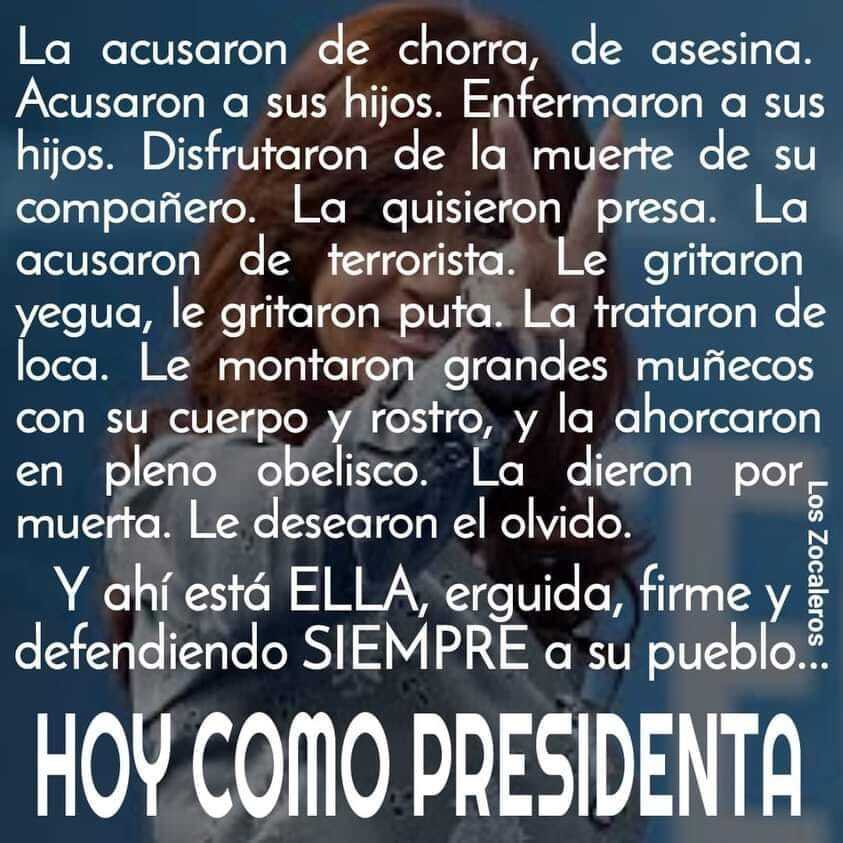 La acusaron de chorra, de asesina.
Acusaron a sus hijos. Enfermaron a sus
hijos. Disfrutaron de la muerte de su
compañero. La quisieron presa. La
acusaron de terrorista. Le gritaron
yegua, le gritaron puta. La trataron de
loca. Le montaron grandes muñecos
con su cuerpo y rostro, y la ahorcaron
en pleno obelisco. La dieron por
muerta. Le desearon el olvido.
Y ahí está ELLA, erguida, firme y
defendiendo SIEMPRE a su pueblo...
HOY COMO PRESIDENTA
Los Zocaleros